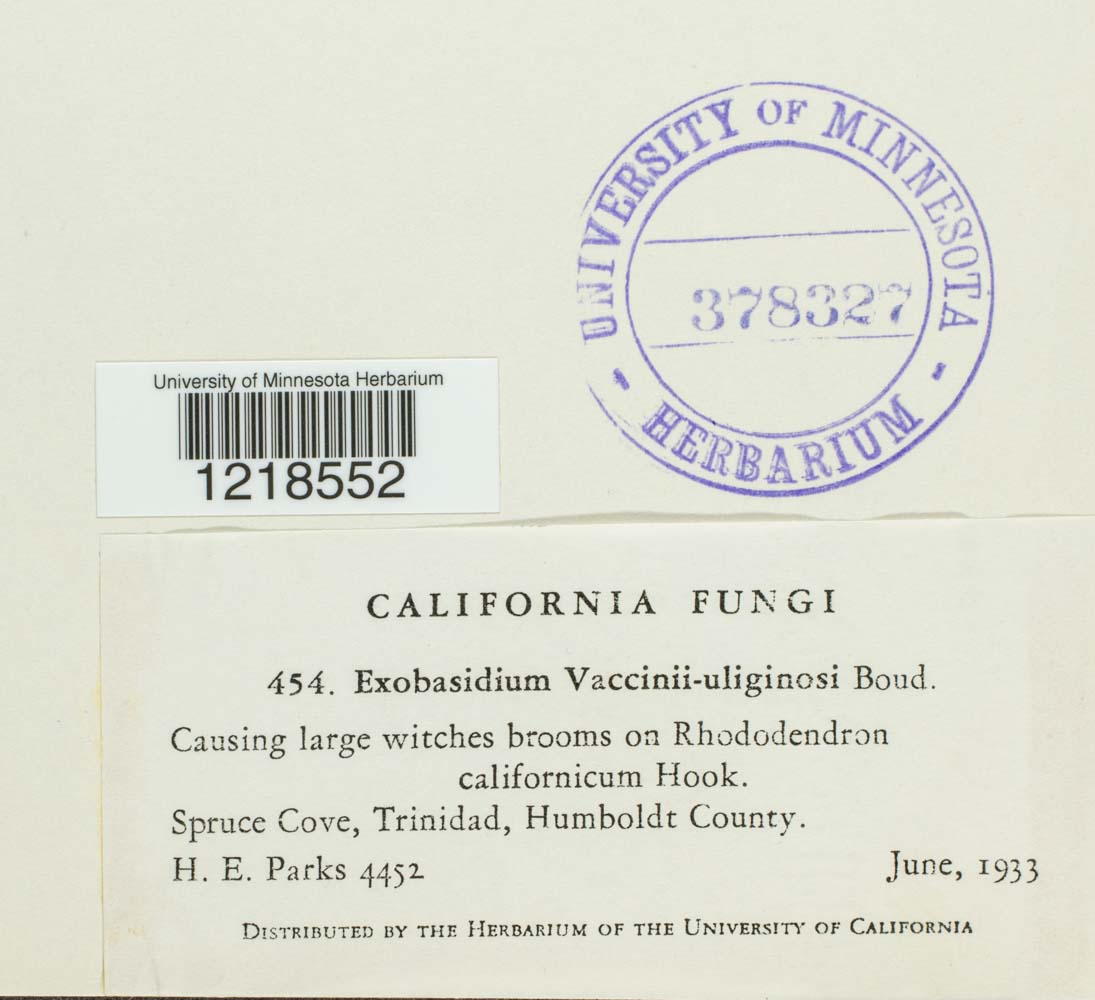 UNIVERSITY OF MINNESOTA
378327
- HERBARIUM -
University of Minnesota Herbarium
1218552
CALIFORNIA FUNGI
454. Exobasidium Vaccinii-uliginosi Boud.
Causing large witches brooms on Rhododendron
californicum Hook.
Spruce Cove, Trinidad, Humboldt County.
H. E. Parks 4452 June, 1933
DISTRIBUTED BY THE HERBARIUM OF THE UNIVERSITY OF CALIFORNIA